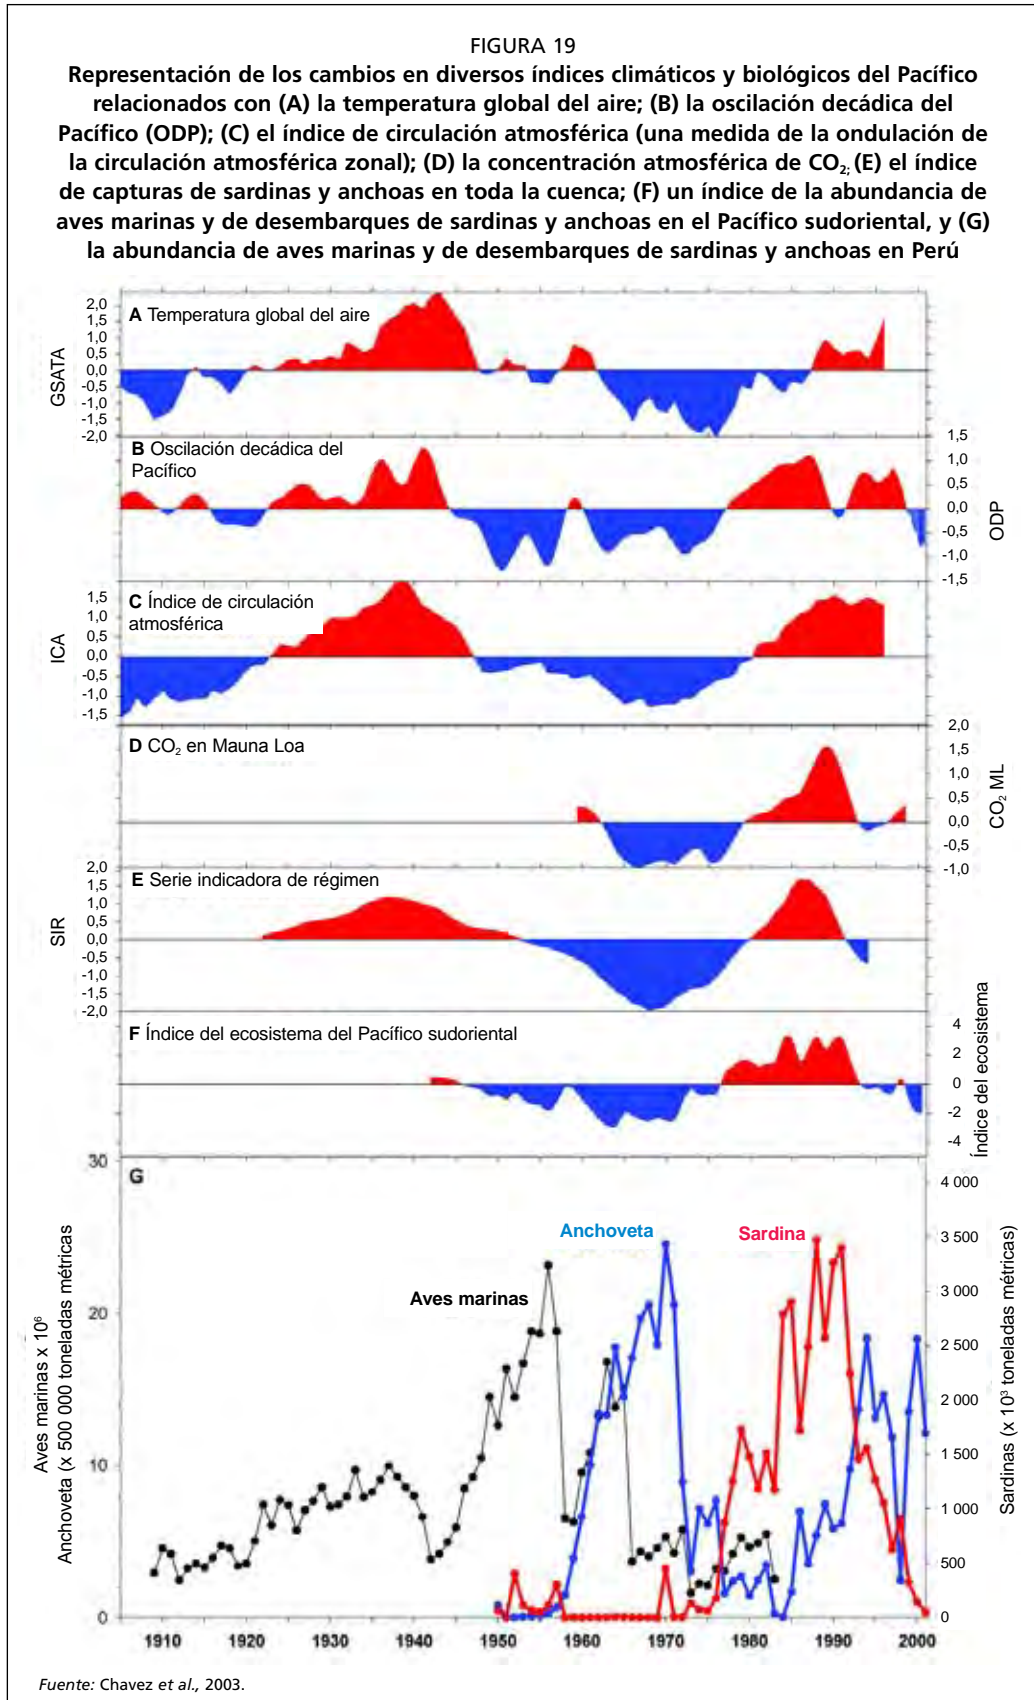 FIGURA 19
Representación de los cambios en diversos índices climáticos y biológicos del Pacífico
relacionados con (A) la temperatura global del aire; (B) la oscilación decádica del
Pacífico (ODP); (C) el índice de circulación atmosférica (una medida de la ondulación de
la circulación atmosférica zonal); (D) la concentración atmosférica de CO₂; (E) el índice
de capturas de sardinas y anchoas en toda la cuenca; (F) un índice de la abundancia de
aves marinas y de desembarques de sardinas y anchoas en el Pacífico sudoriental, y (G)
la abundancia de aves marinas y de desembarques de sardinas y anchoas en Perú
A Temperatura global del aire
GSATA
2,0
1,5
1,0
0,5
0,0
-0,5
-1,0
-1,5
-2,0
B Oscilación decádica del
Pacífico
1,5
1,0
0,5
0,0
-0,5
-1,0
-1,5
ODP
C Índice de circulación
atmosférica
ICA
1,5
1,0
0,5
0,0
-0,5
-1,0
-1,5
D CO₂ en Mauna Loa
2,0
1,5
1,0
0,5
0,0
-0,5
-1,0
CO₂ ML
E Serie indicadora de régimen
SIR
2,0
1,5
1,0
0,5
0,0
-0,5
-1,0
-1,5
-2,0
F Índice del ecosistema del Pacífico sudoriental
4
2
0
-2
-4
Índice del ecosistema
G
Aves marinas x 10⁶
Anchoveta (x 500 000 toneladas métricas)
30
20
10
0
Aves marinas
Anchoveta
Sardina
4 000
3 500
3 000
2 500
2 000
1 500
1 000
500
0
Sardinas (x 10³ toneladas métricas)
1910 1920 1930 1940 1950 1960 1970 1980 1990 2000
Fuente: Chavez et al., 2003.